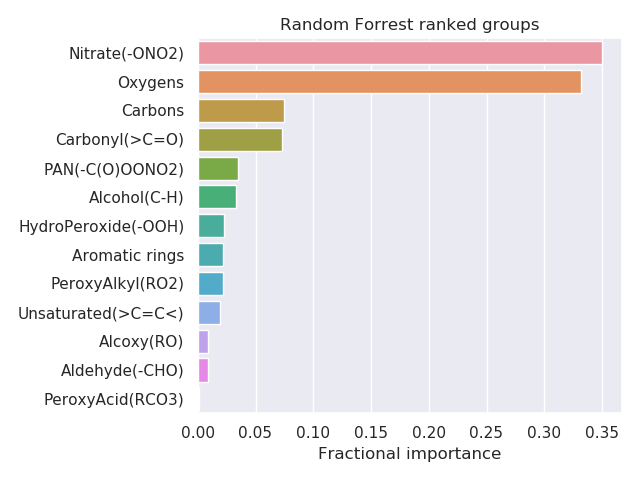 Random Forrest ranked groups
Nitrate(-ONO2)
Oxygens
Carbons
Carbonyl(>C=O)
PAN(-C(O)OONO2)
Alcohol(C-H)
HydroPeroxide(-OOH)
Aromatic rings
PeroxyAlkyl(RO2)
Unsaturated(>C=C<)
Alcoxy(RO)
Aldehyde(-CHO)
PeroxyAcid(RCO3)
0.00 0.05 0.10 0.15 0.20 0.25 0.30 0.35
Fractional importance